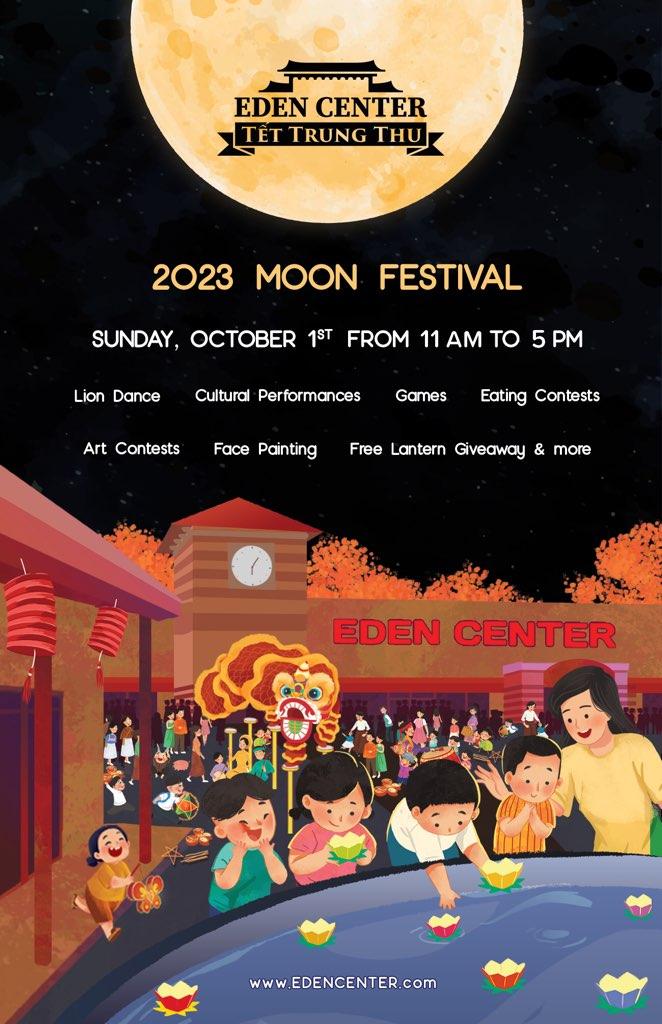 EDEN CENTER
TẾT TRUNG THU
2023 MOON FESTIVAL
SUNDAY, OCTOBER 1ST FROM 11 AM TO 5 PM
Lion Dance Cultural Performances Games Eating Contests
Art Contests Face Painting Free Lantern Giveaway & more
EDEN CENTER
www.EDENCENTER.com